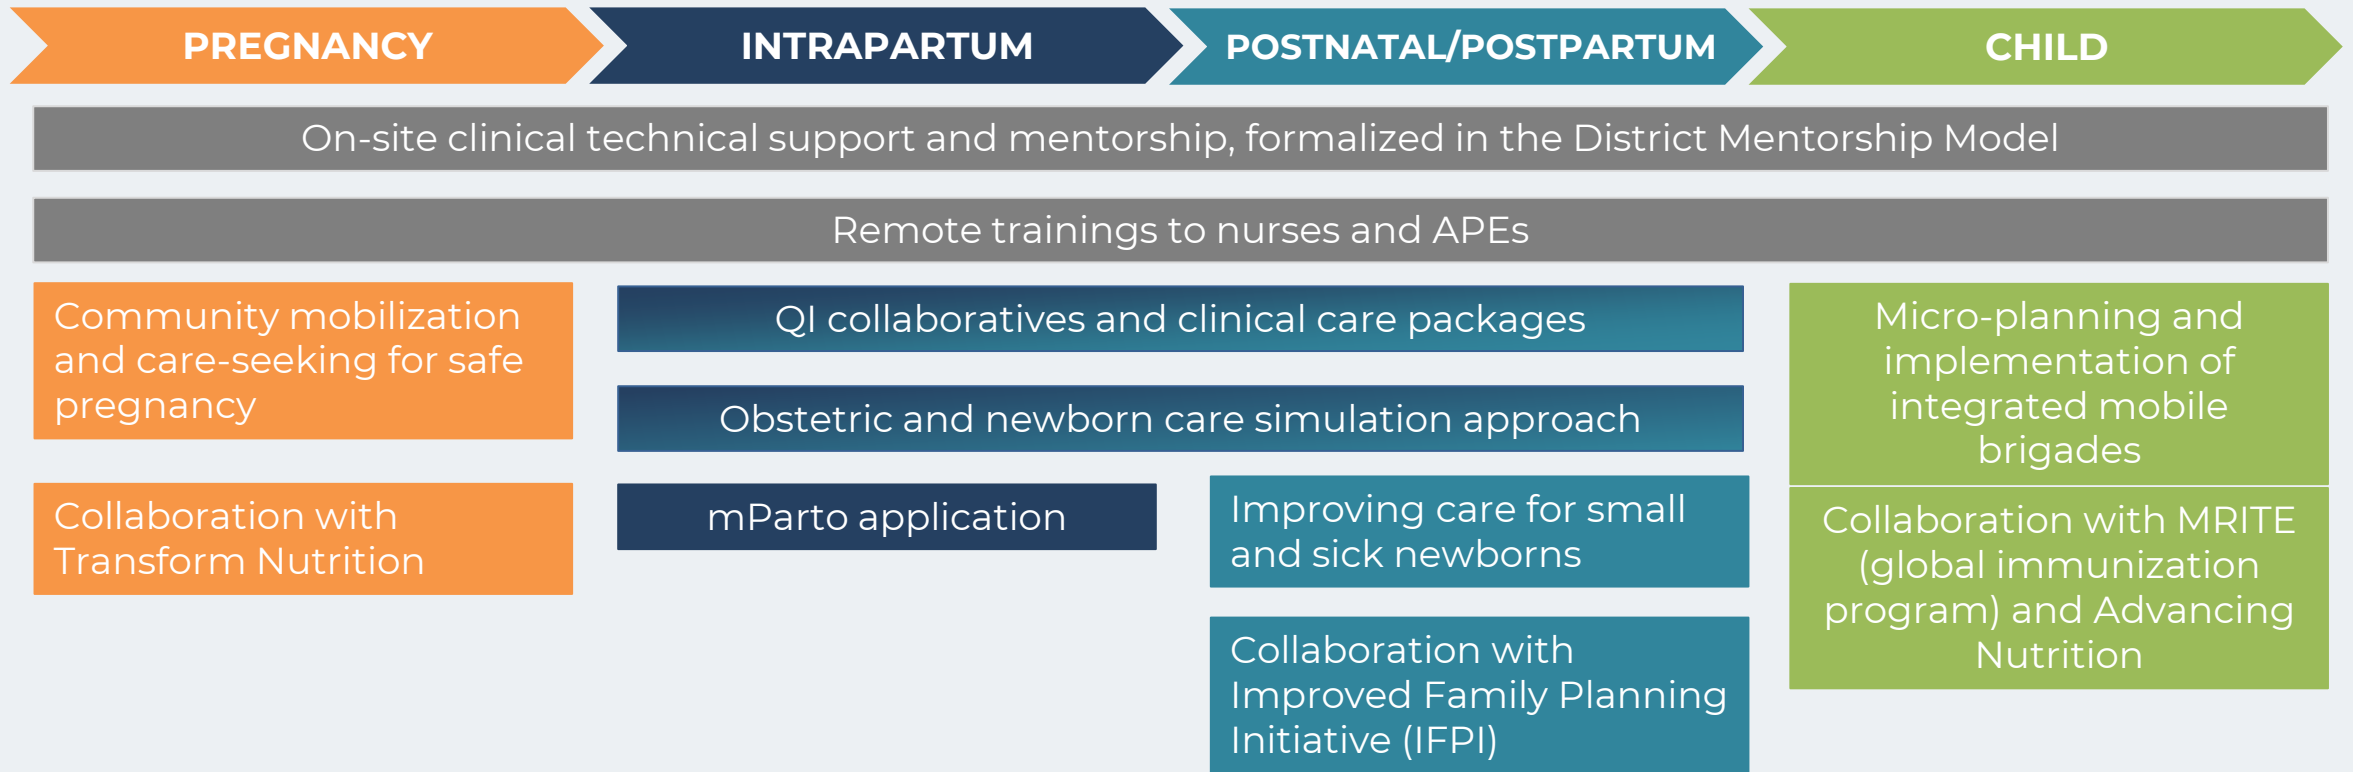 PREGNANCY
INTRAPARTUM
POSTNATAL/POSTPARTUM
CHILD
On-site clinical technical support and mentorship, formalized in the District Mentorship Model
Remote trainings to nurses and APEs
Community mobilization
and care-seeking for safe
pregnancy
Collaboration with
Transform Nutrition
QI collaboratives and clinical care packages
Obstetric and newborn care simulation approach
mParto application
Improving care for small
and sick newborns
Collaboration with
Improved Family Planning
Initiative (IFPI)
Micro-planning and
implementation of
integrated mobile
brigades
Collaboration with MRITE
(global immunization
program) and Advancing
Nutrition